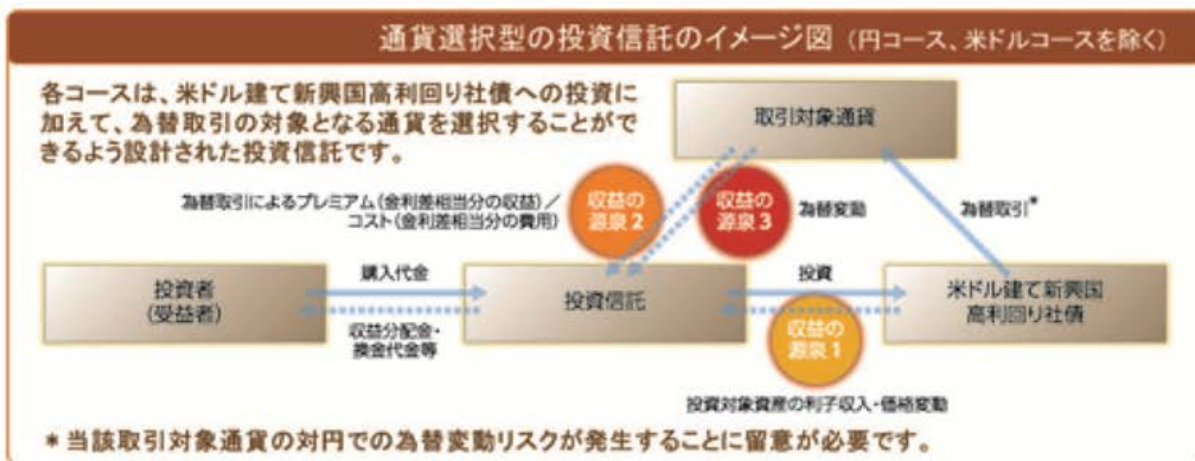 通貨選択型の投資信託のイメージ図 (円コース、米ドルコースを除く)
各コースは、米ドル建て新興国高利回り社債への投資に
加えて、為替取引の対象となる通貨を選択することがで
きるよう設計された投資信託です。
取引対象通貨
為替取引によるプレミアム(金利差相当分の収益)／
コスト(金利差相当分の費用)
収益の
源泉2
収益の
源泉3
為替変動
為替取引*
投資者
(受益者)
購入代金
収益分配金・
換金代金等
投資信託
投資
収益の
源泉1
米ドル建て新興国
高利回り社債
投資対象資産の利子収入・価格変動
*当該取引対象通貨の対円での為替変動リスクが発生することに留意が必要です。